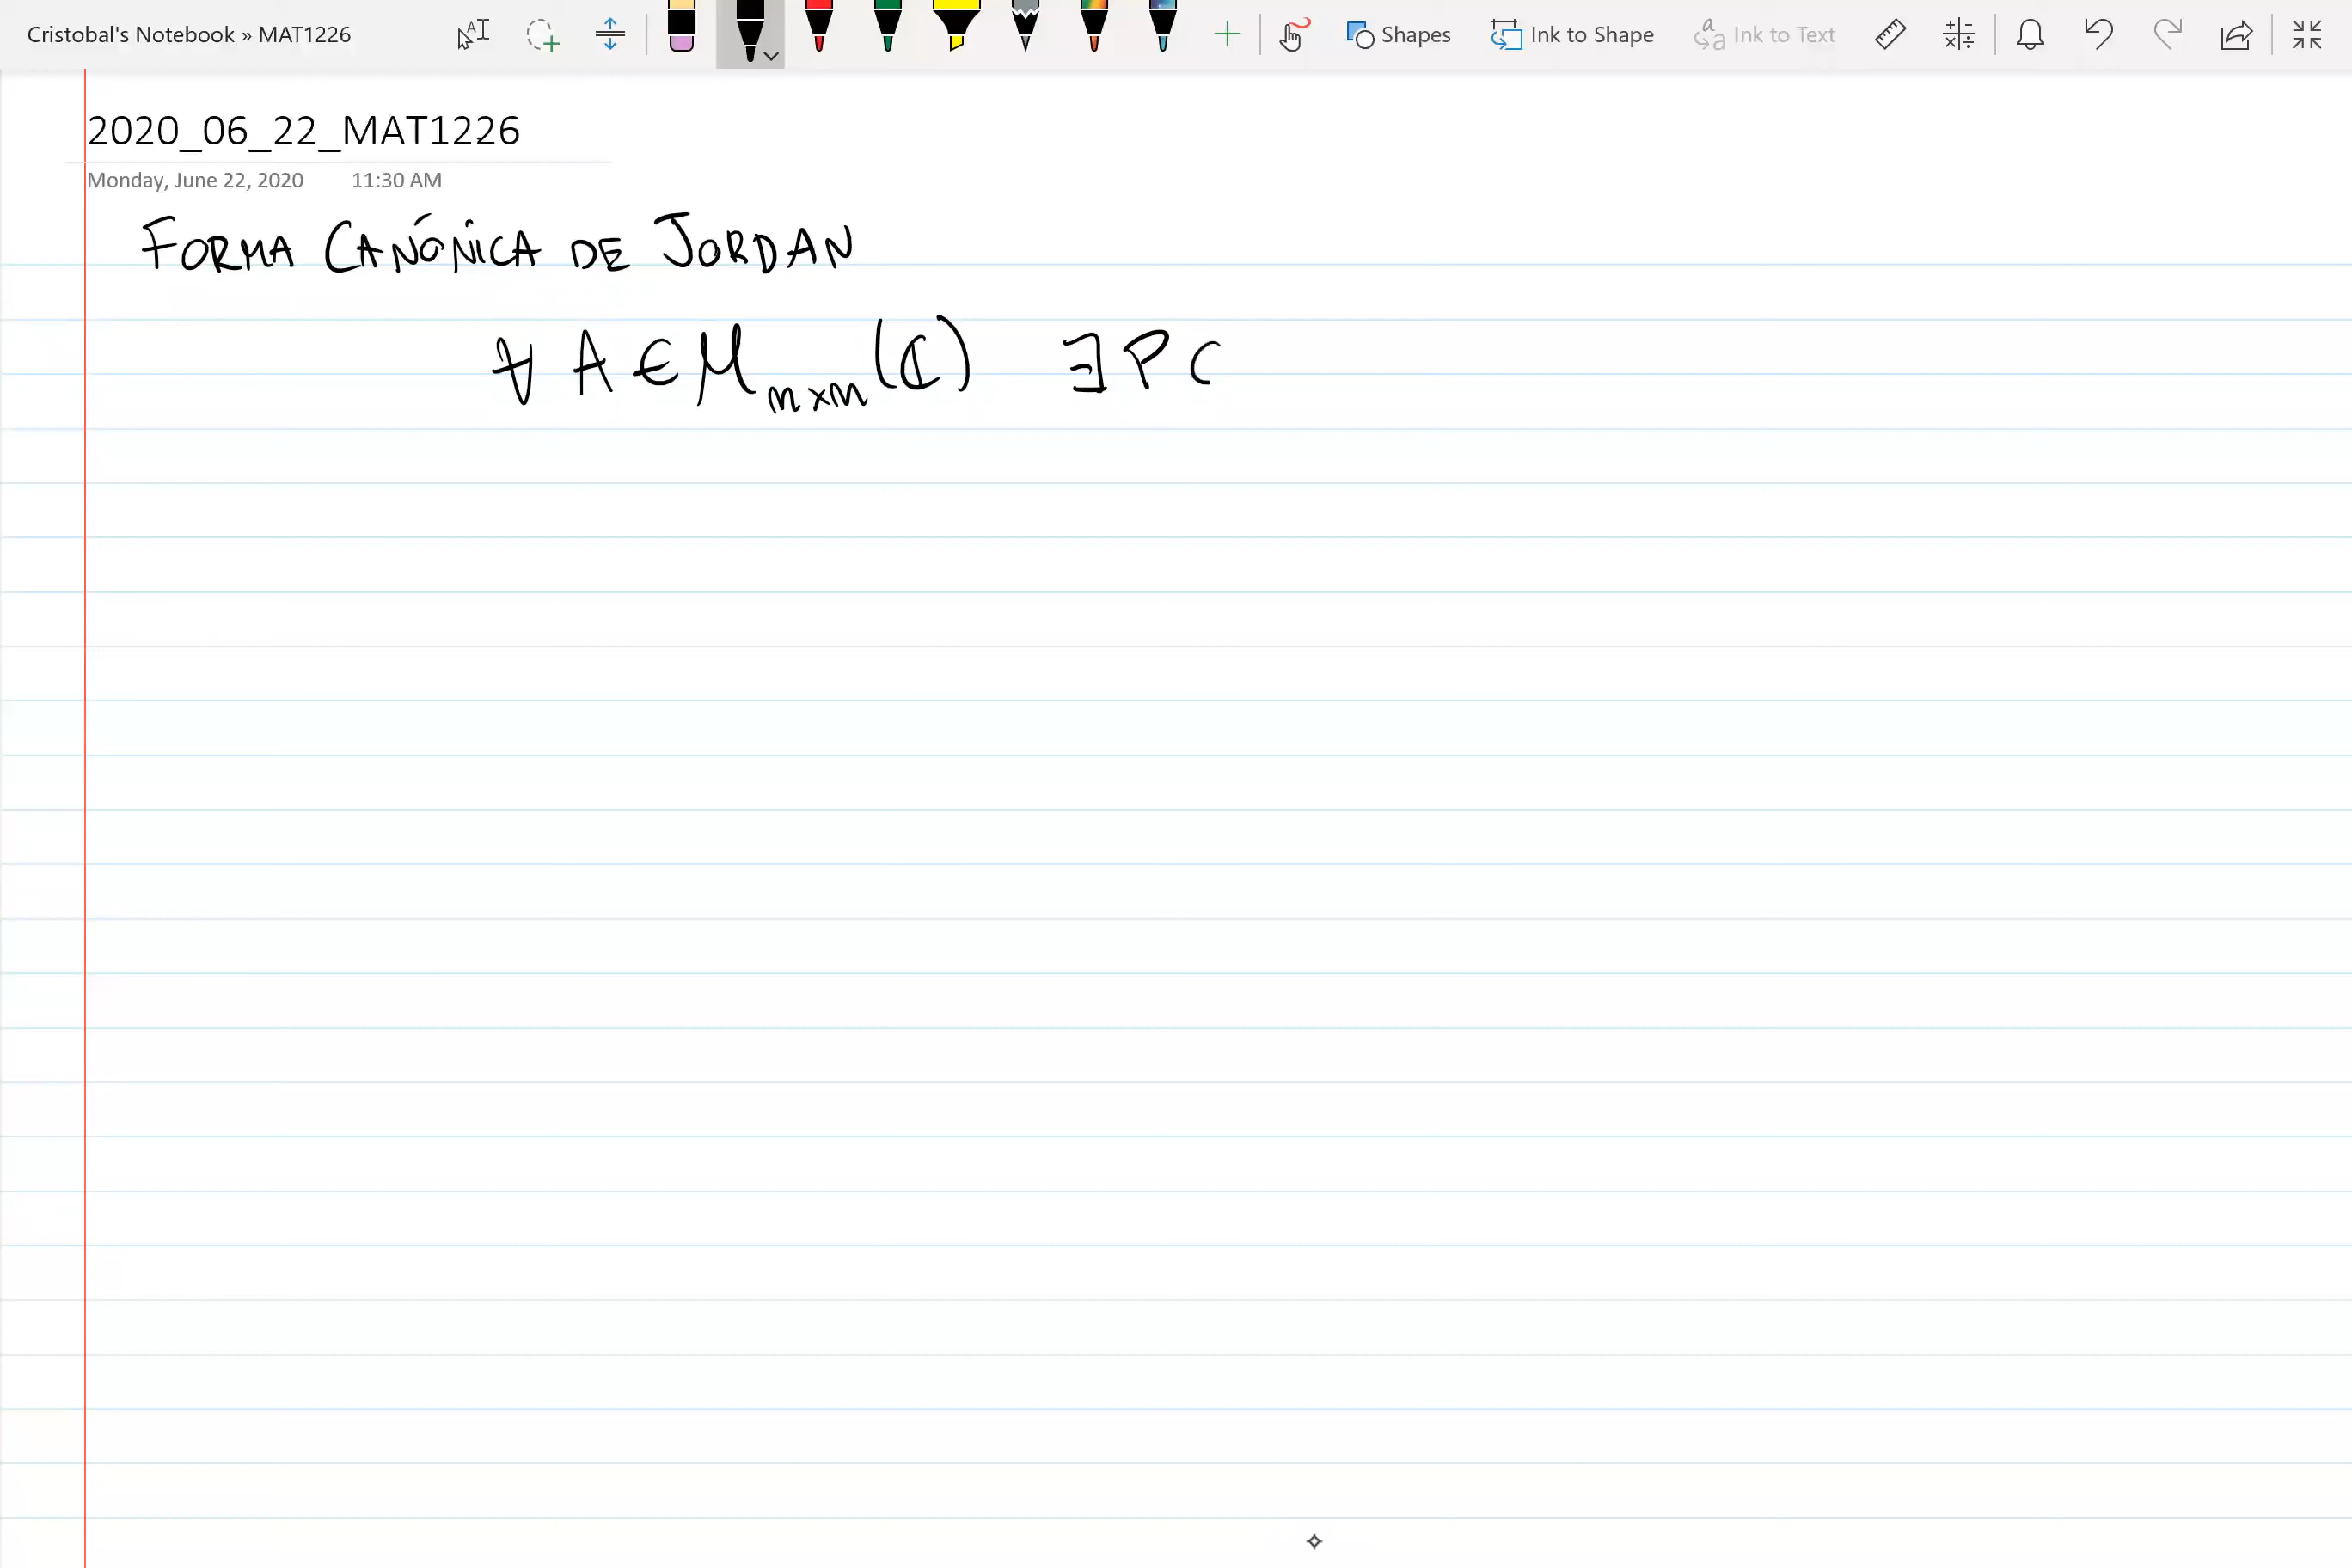 Cristobal's Notebook » MAT1226 Shapes Ink to Shape Ink to Text
2020_06_22_MAT1226
Monday, June 22, 2020 11:30 AM
FORMA CANÓNICA DE JORDAN
∀ A ∈ M_{n×n} (ℂ) ∃ P C